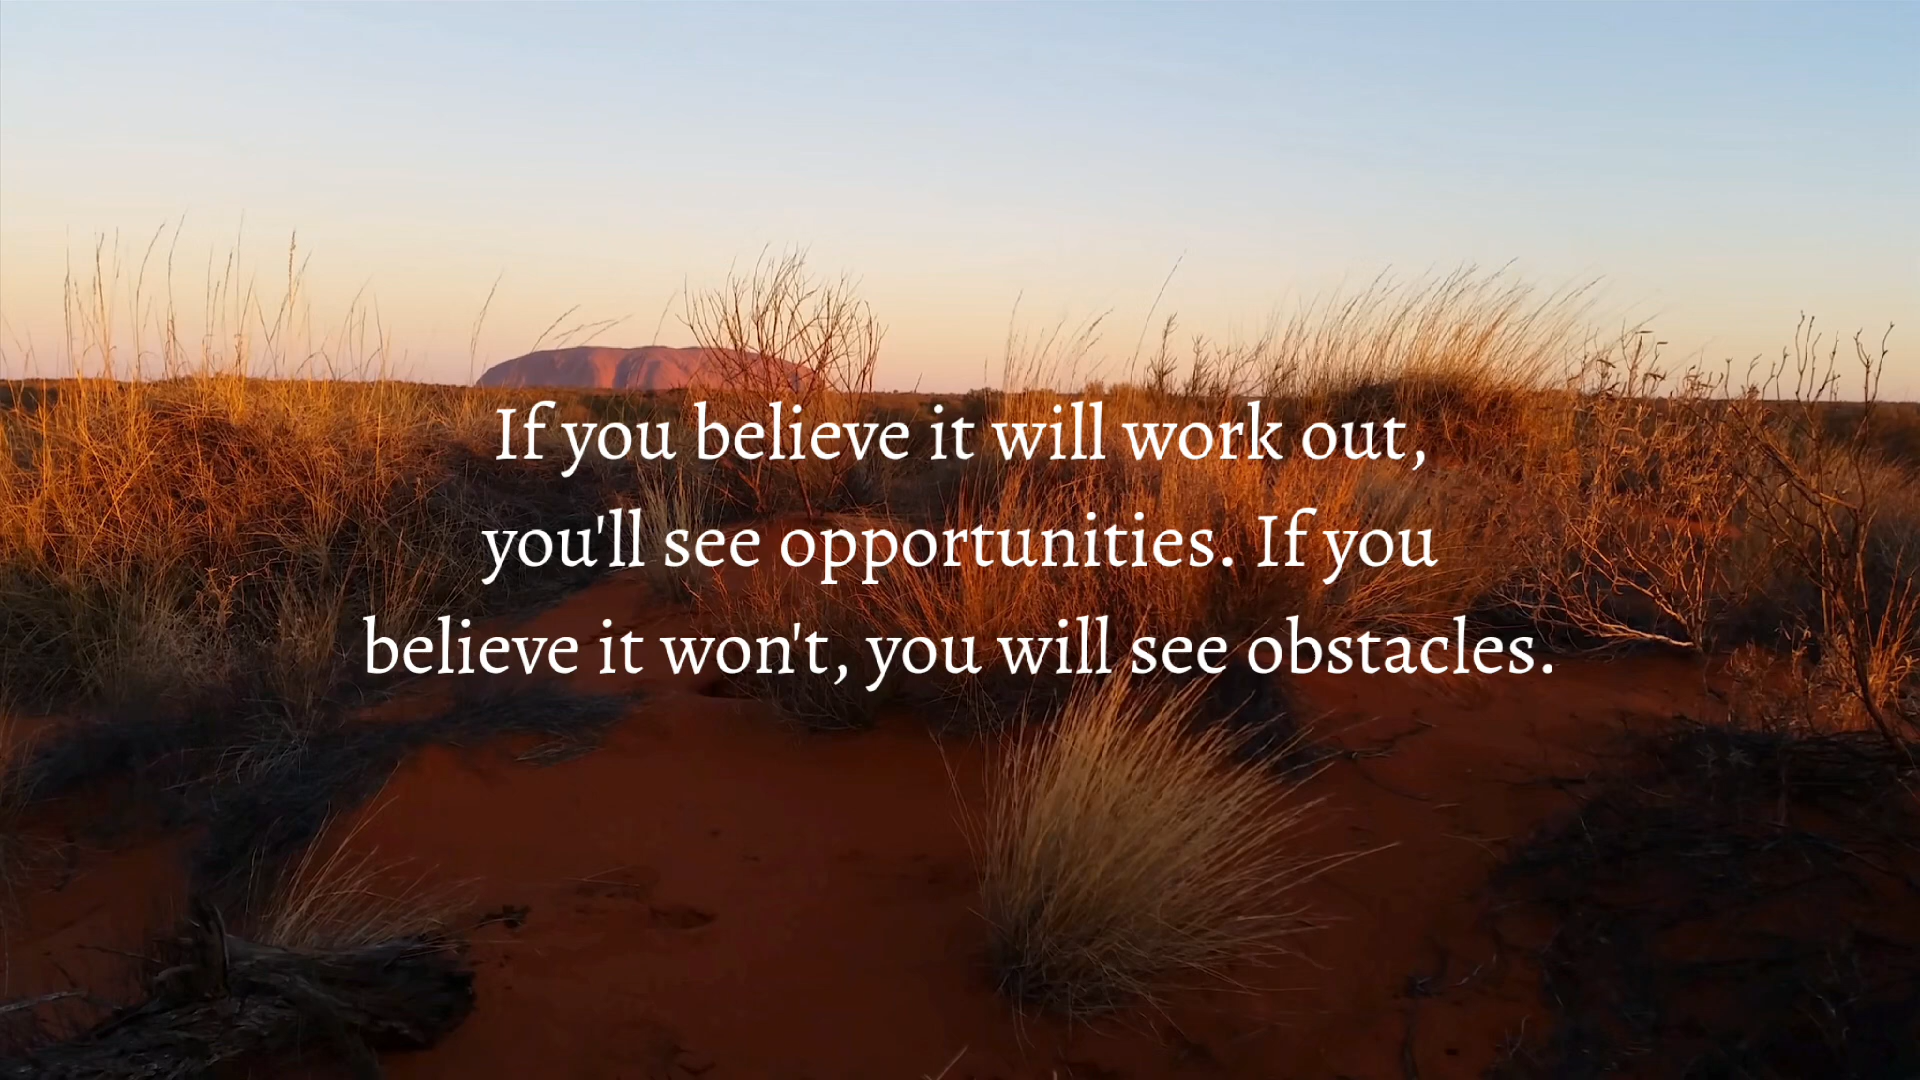 If you believe it will work out,
you'll see opportunities. If you
believe it won't, you will see obstacles.